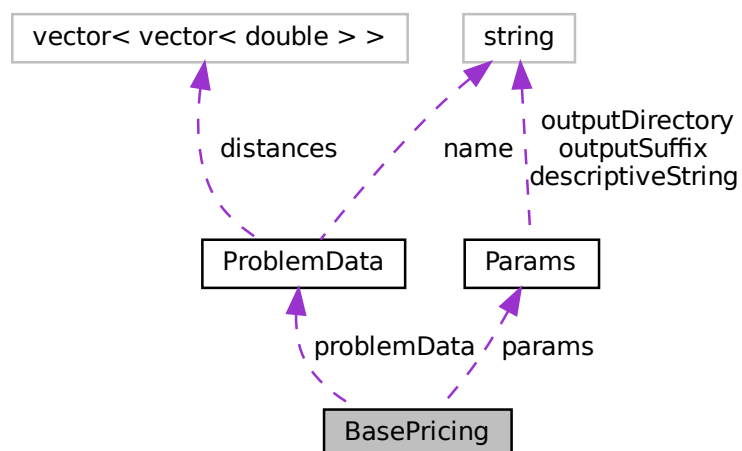 vector< vector< double > >
string
distances
name
outputDirectory
outputSuffix
descriptiveString
ProblemData
Params
problemData
params
BasePricing